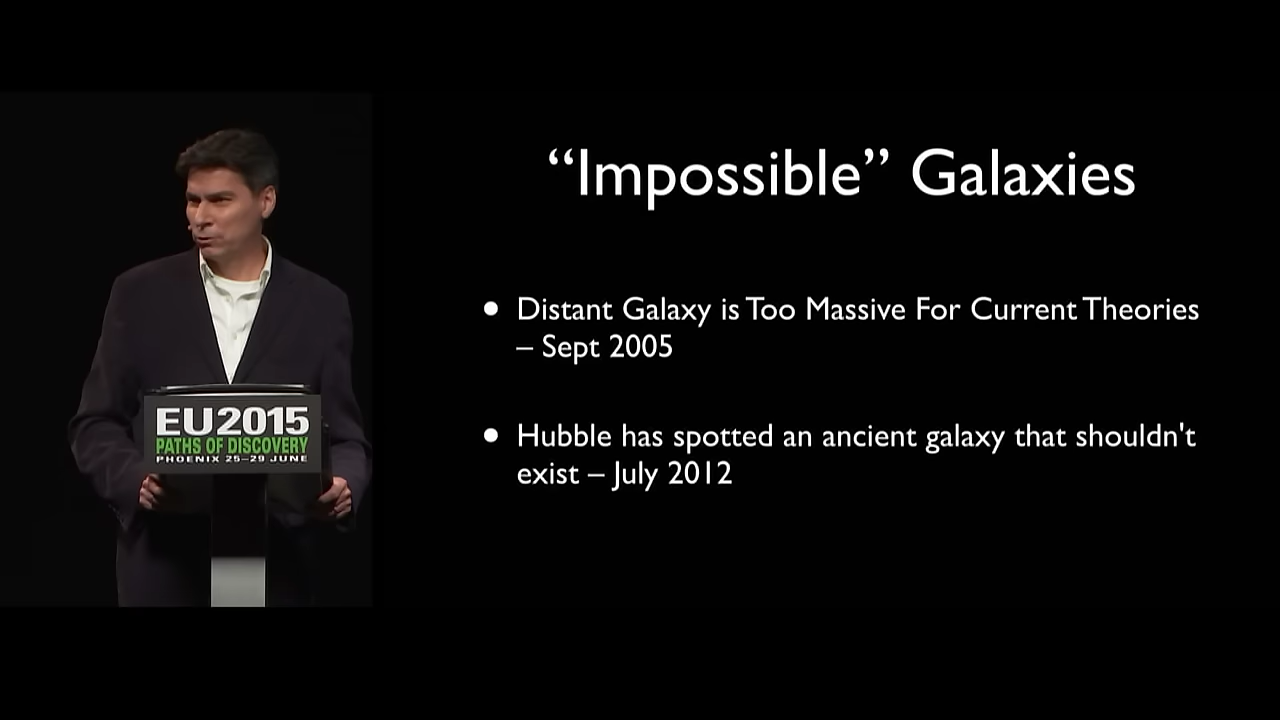 “Impossible” Galaxies
• Distant Galaxy is Too Massive For Current Theories
– Sept 2005
• Hubble has spotted an ancient galaxy that shouldn't
exist – July 2012
EU2015
PATHS OF DISCOVERY
PHOENIX 25–29 JUNE